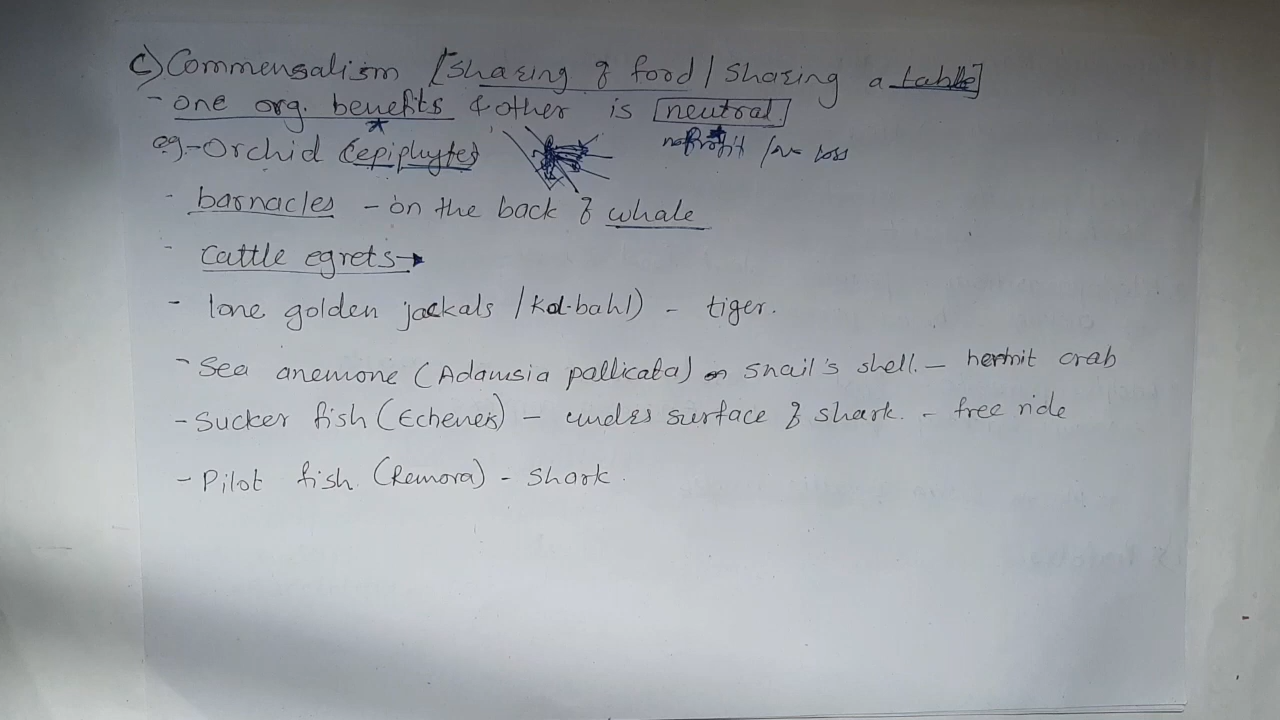 C) Commensalism [sharing of food / sharing a table]
- one org. benefits & other is neutral.
no profit / no loss
eg - Orchid (epiphytes)
- barnacles - on the back of whale
- Cattle egrets →
- lone golden jackals / kol-bahl) - tiger.
- Sea anemone (Adamsia palliata) on snail's shell. - hermit crab
- Sucker fish (Echeneis) - under surface of shark. - free ride
- Pilot fish (Remora) - shark.